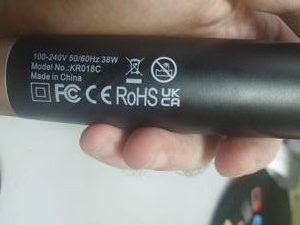 100-240V 50/60Hz 38W
Model No.:KR018C
Made in China
FC CE RoHS UK CA